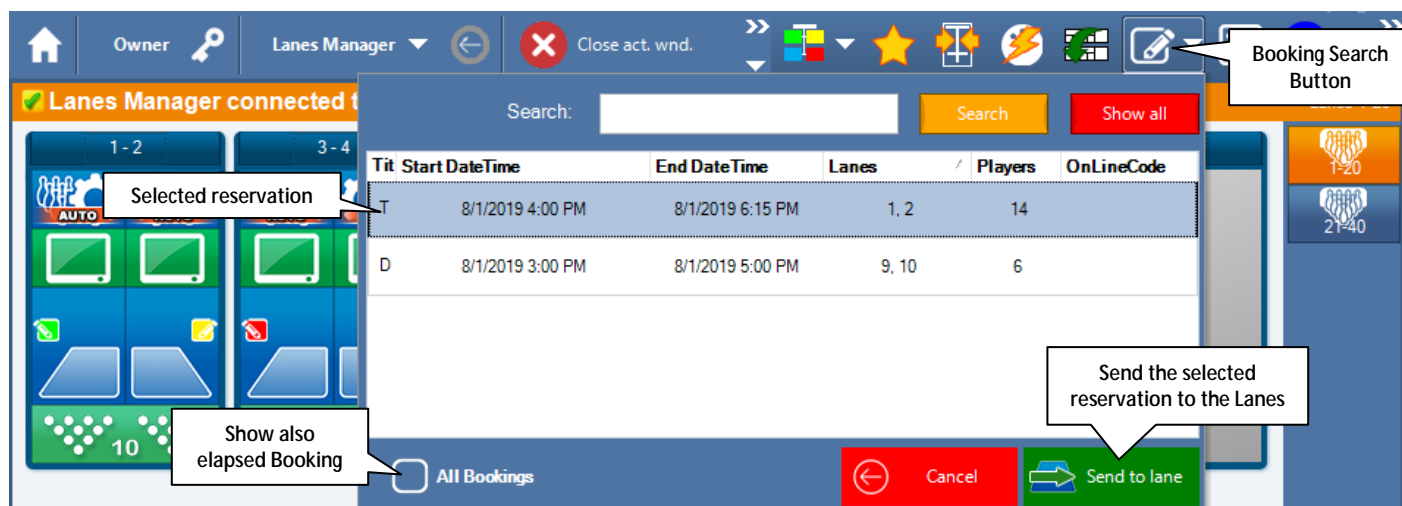 Owner
Lanes Manager
Close act. wnd.
Booking Search
Button
Lanes Manager connected t
Search:
Search
Show all
1 - 2
3 - 4
Tit Start DateTime End DateTime Lanes Players OnLineCode
Selected reservation
AUTO
T 8/1/2019 4:00 PM 8/1/2019 6:15 PM 1, 2 14
D 8/1/2019 3:00 PM 8/1/2019 5:00 PM 9, 10 6
1-20
21-40
Send the selected
reservation to the Lanes
10
Show also
elapsed Booking
All Bookings
Cancel
Send to lane